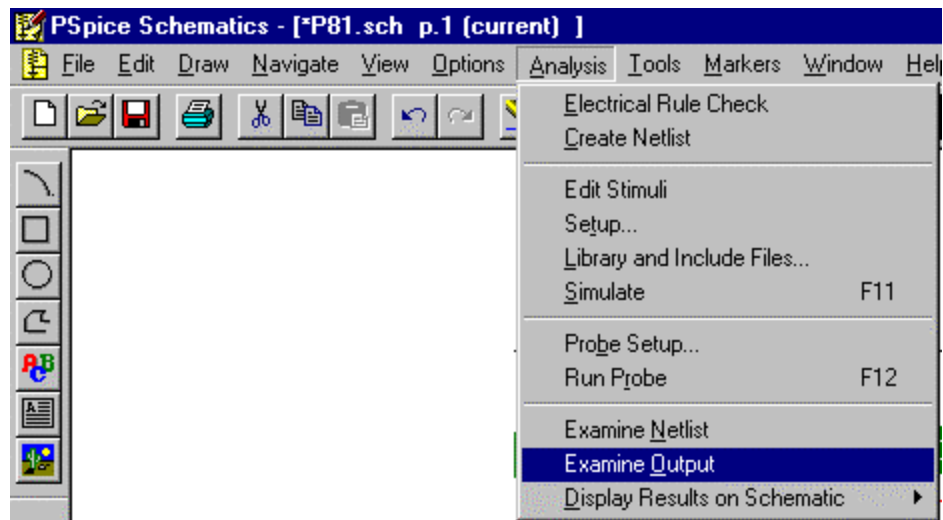 PSpice Schematics - [*P81.sch p.1 (current) ]
File Edit Draw Navigate View Options Analysis Tools Markers Window Hel
Electrical Rule Check
Create Netlist
Edit Stimuli
Setup...
Library and Include Files...
Simulate F11
Probe Setup...
Run Probe F12
Examine Netlist
Examine Output
Display Results on Schematic
ABC